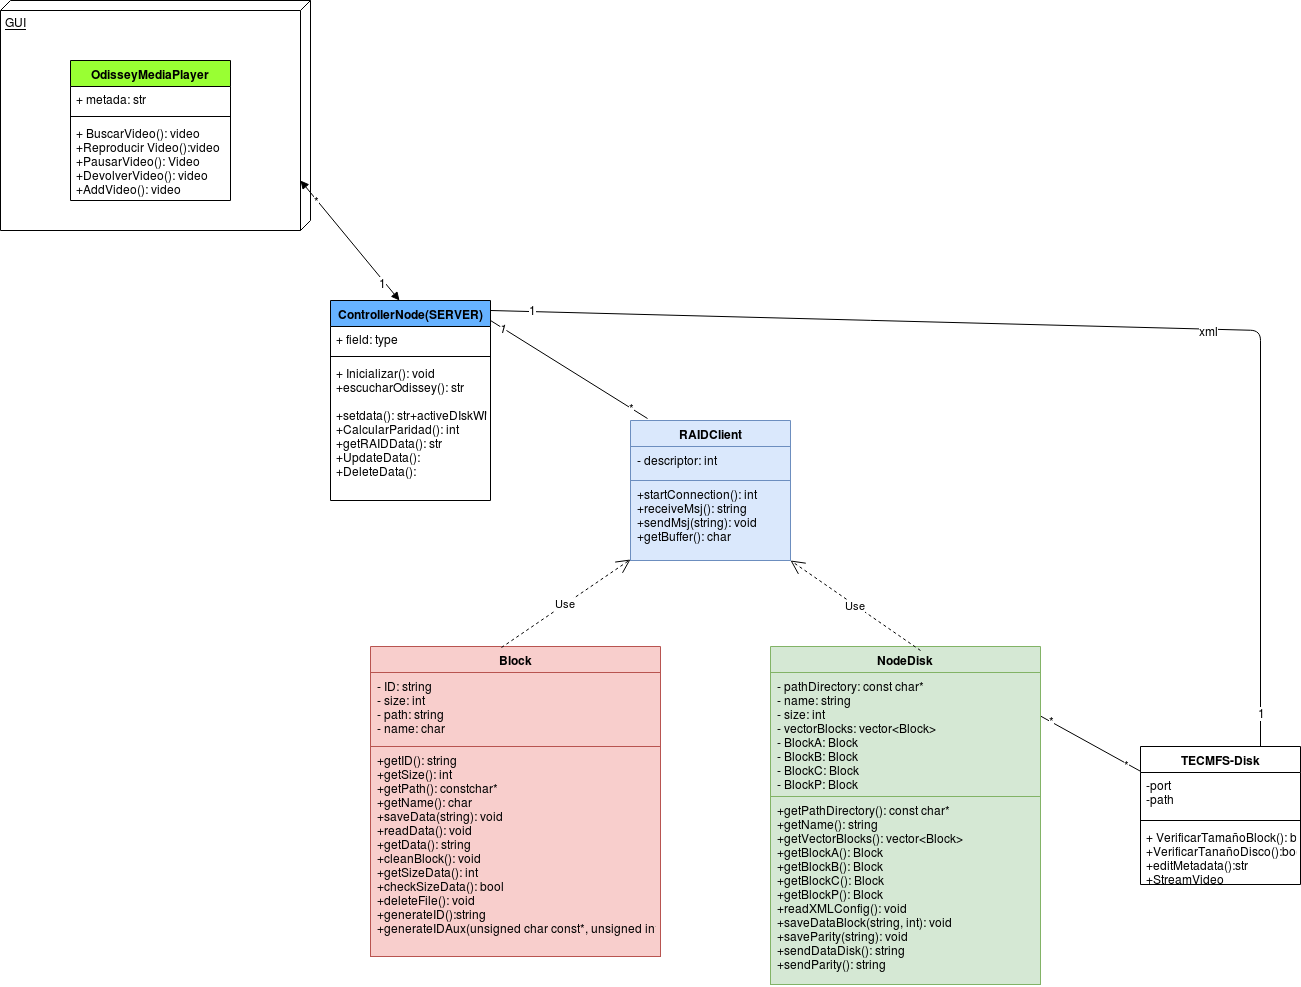 GUI
OdisseyMediaPlayer
+ metada: str
+ BuscarVideo(): video
+Reproducir Video():video
+PausarVideo(): Video
+DevolverVideo(): video
+AddVideo(): video
*
1
ControllerNode(SERVER)
+ field: type
+ Inicializar(): void
+escucharOdissey(): str
+setdata(): str+activeDIskWI
+CalcularParidad(): int
+getRAIDData(): str
+UpdateData():
+DeleteData():
1
xml
1
1
*
RAIDClient
- descriptor: int
+startConnection(): int
+receiveMsj(): string
+sendMsj(string): void
+getBuffer(): char
Use
Use
Block
- ID: string
- size: int
- path: string
- name: char
+getID(): string
+getSize(): int
+getPath(): constchar*
+getName(): char
+saveData(string): void
+readData(): void
+getData(): string
+cleanBlock(): void
+getSizeData(): int
+checkSizeData(): bool
+deleteFile(): void
+generateID():string
+generateIDAux(unsigned char const*, unsigned in
NodeDisk
- pathDirectory: const char*
- name: string
- size: int
- vectorBlocks: vector<Block>
- BlockA: Block
- BlockB: Block
- BlockC: Block
- BlockP: Block
+getPathDirectory(): const char*
+getName(): string
+getVectorBlocks(): vector<Block>
+getBlockA(): Block
+getBlockB(): Block
+getBlockC(): Block
+getBlockP(): Block
+readXMLConfig(): void
+saveDataBlock(string, int): void
+saveParity(string): void
+sendDataDisk(): string
+sendParity(): string
*
*
TECMFS-Disk
-port
-path
+ VerificarTamañoBlock(): b
+VerificarTanañoDisco():bo
+editMetadata():str
+StreamVideo